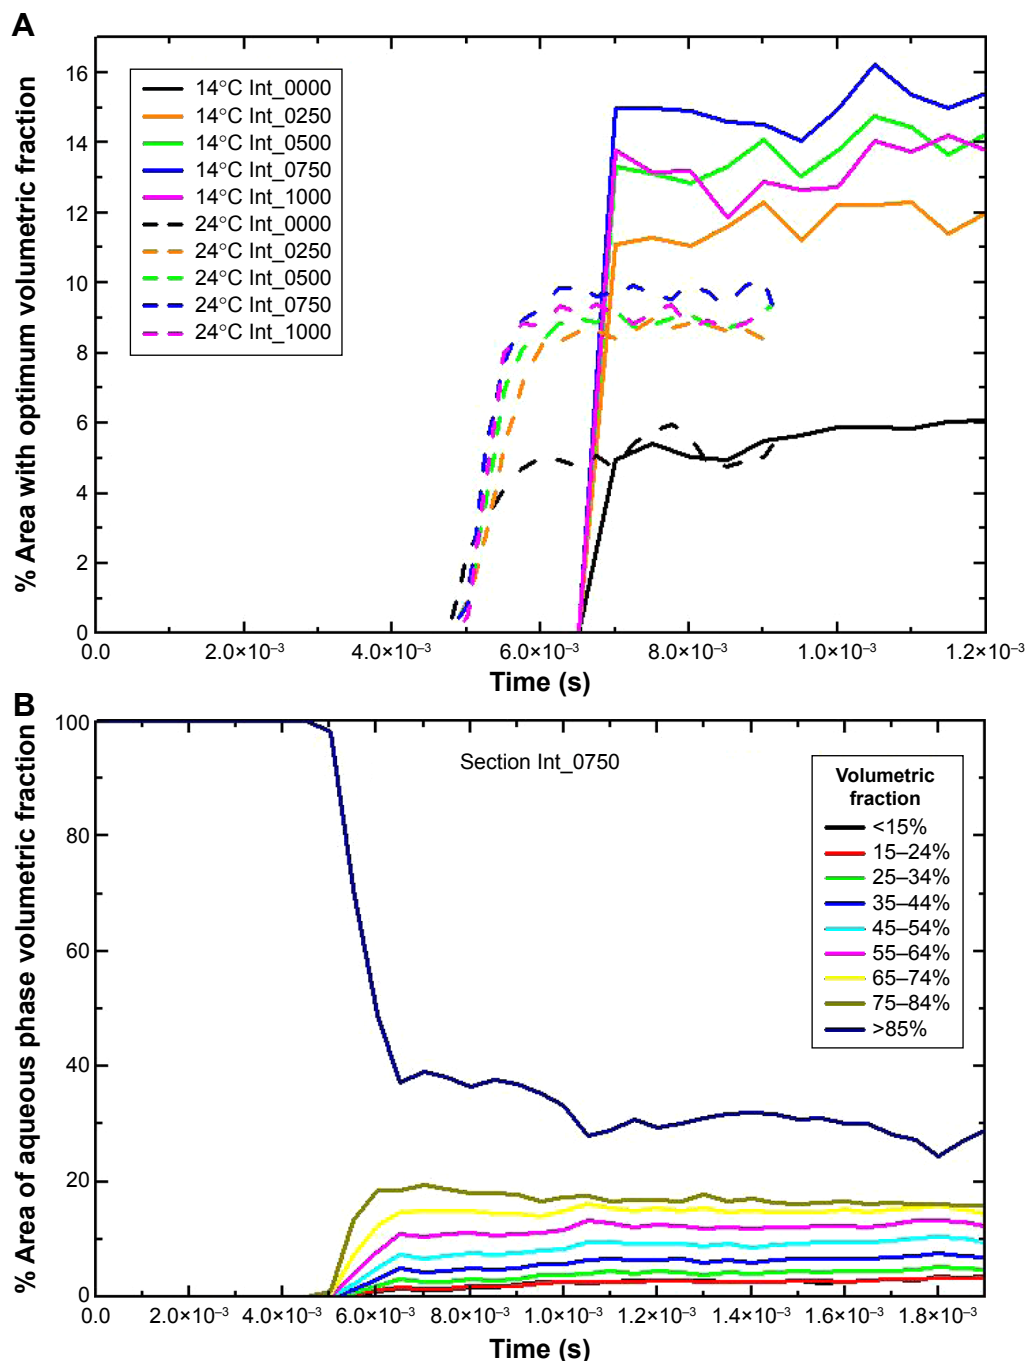 A
% Area with optimum volumetric fraction
16
14
12
10
8
6
4
2
0
14°C Int_0000
14°C Int_0250
14°C Int_0500
14°C Int_0750
14°C Int_1000
24°C Int_0000
24°C Int_0250
24°C Int_0500
24°C Int_0750
24°C Int_1000
0.0 2.0×10⁻³ 4.0×10⁻³ 6.0×10⁻³ 8.0×10⁻³ 1.0×10⁻³ 1.2×10⁻³
Time (s)
B
% Area of aqueous phase volumetric fraction
100
80
60
40
20
0
Section Int_0750
Volumetric
fraction
<15%
15–24%
25–34%
35–44%
45–54%
55–64%
65–74%
75–84%
>85%
0.0 2.0×10⁻³ 4.0×10⁻³ 6.0×10⁻³ 8.0×10⁻³ 1.0×10⁻³ 1.2×10⁻³ 1.4×10⁻³ 1.6×10⁻³ 1.8×10⁻³
Time (s)